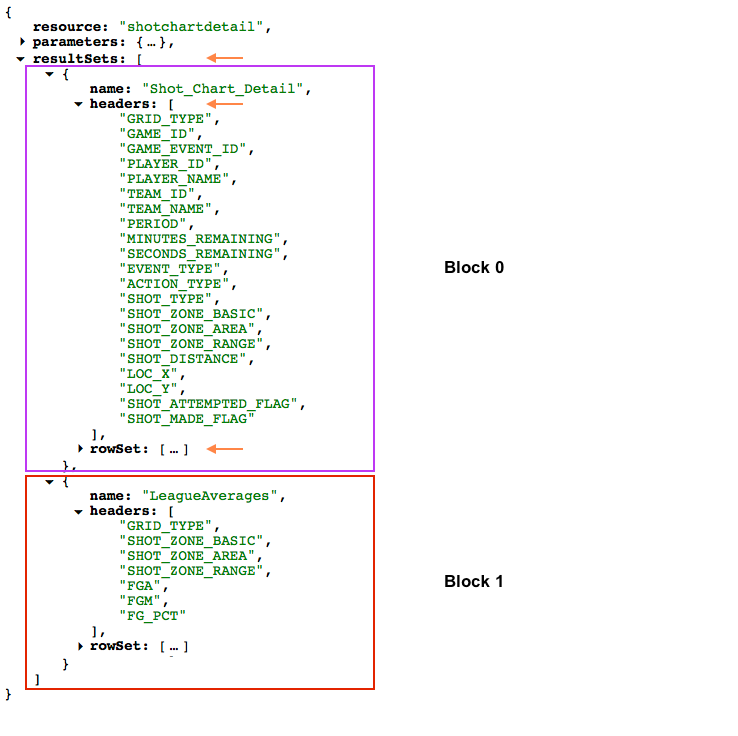 {
resource: "shotchartdetail",
parameters: {…},
resultSets: [
{
name: "Shot_Chart_Detail",
headers: [
"GRID_TYPE",
"GAME_ID",
"GAME_EVENT_ID",
"PLAYER_ID",
"PLAYER_NAME",
"TEAM_ID",
"TEAM_NAME",
"PERIOD",
"MINUTES_REMAINING",
"SECONDS_REMAINING",
"EVENT_TYPE",
"ACTION_TYPE",
"SHOT_TYPE",
"SHOT_ZONE_BASIC",
"SHOT_ZONE_AREA",
"SHOT_ZONE_RANGE",
"SHOT_DISTANCE",
"LOC_X",
"LOC_Y",
"SHOT_ATTEMPTED_FLAG",
"SHOT_MADE_FLAG"
],
rowSet: […]
},
Block 0
{
name: "LeagueAverages",
headers: [
"GRID_TYPE",
"SHOT_ZONE_BASIC",
"SHOT_ZONE_AREA",
"SHOT_ZONE_RANGE",
"FGA",
"FGM",
"FG_PCT"
],
rowSet: […]
}
]
Block 1
}